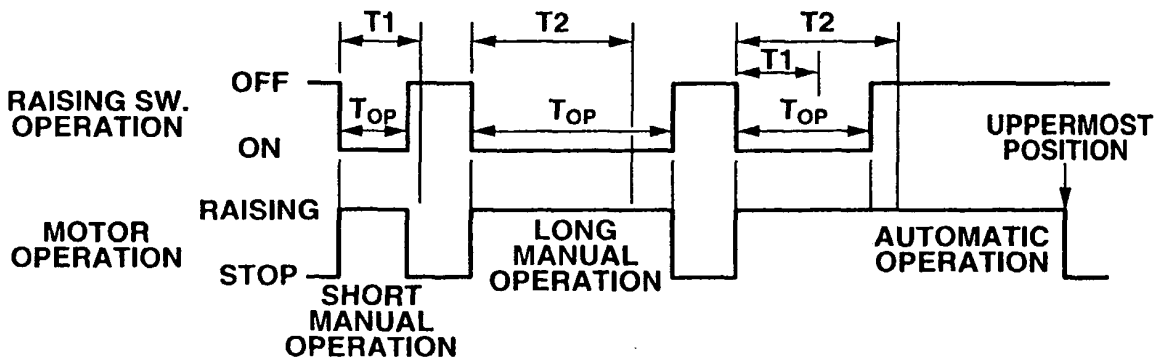 T1
T2
T2
T1
OFF
RAISING SW.
OPERATION
TOP
TOP
TOP
ON
UPPERMOST
POSITION
RAISING
MOTOR
OPERATION
LONG
MANUAL
OPERATION
AUTOMATIC
OPERATION
STOP
SHORT
MANUAL
OPERATION